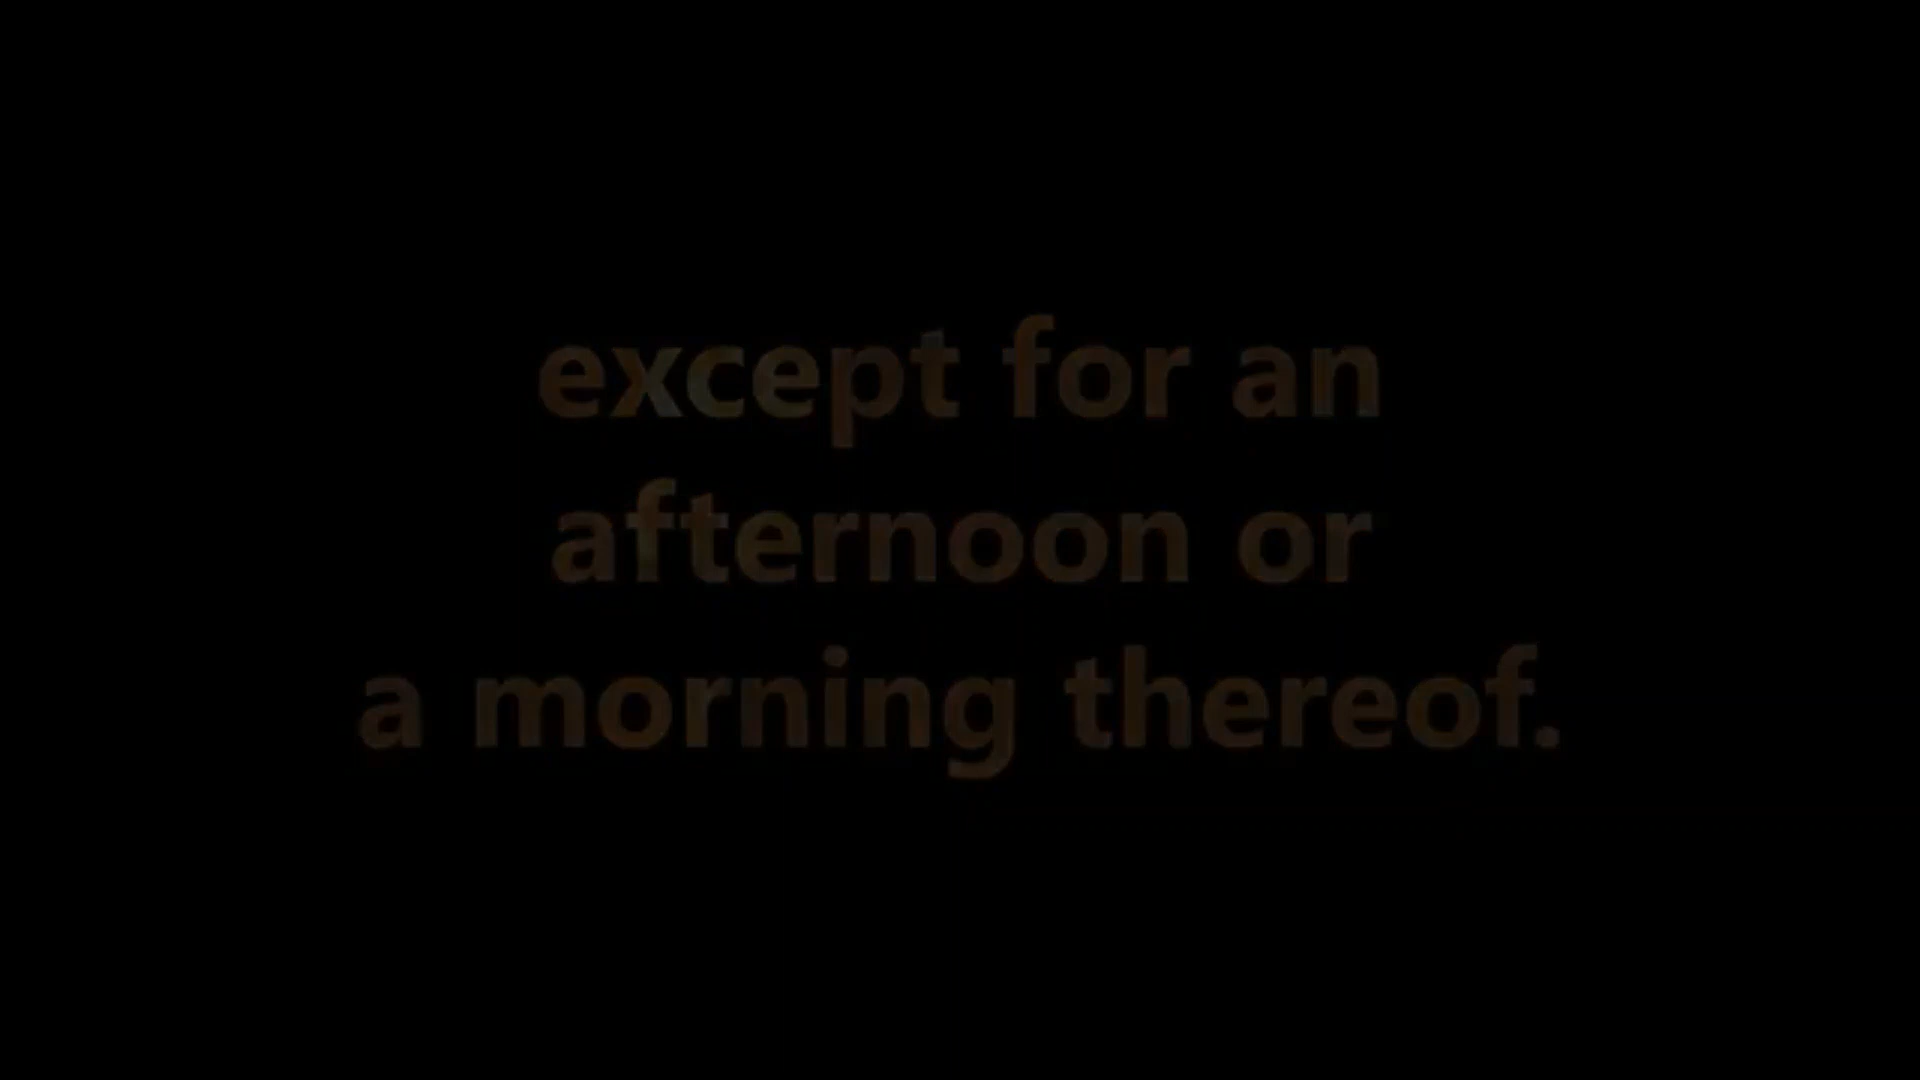 except for an
afternoon or
a morning thereof.